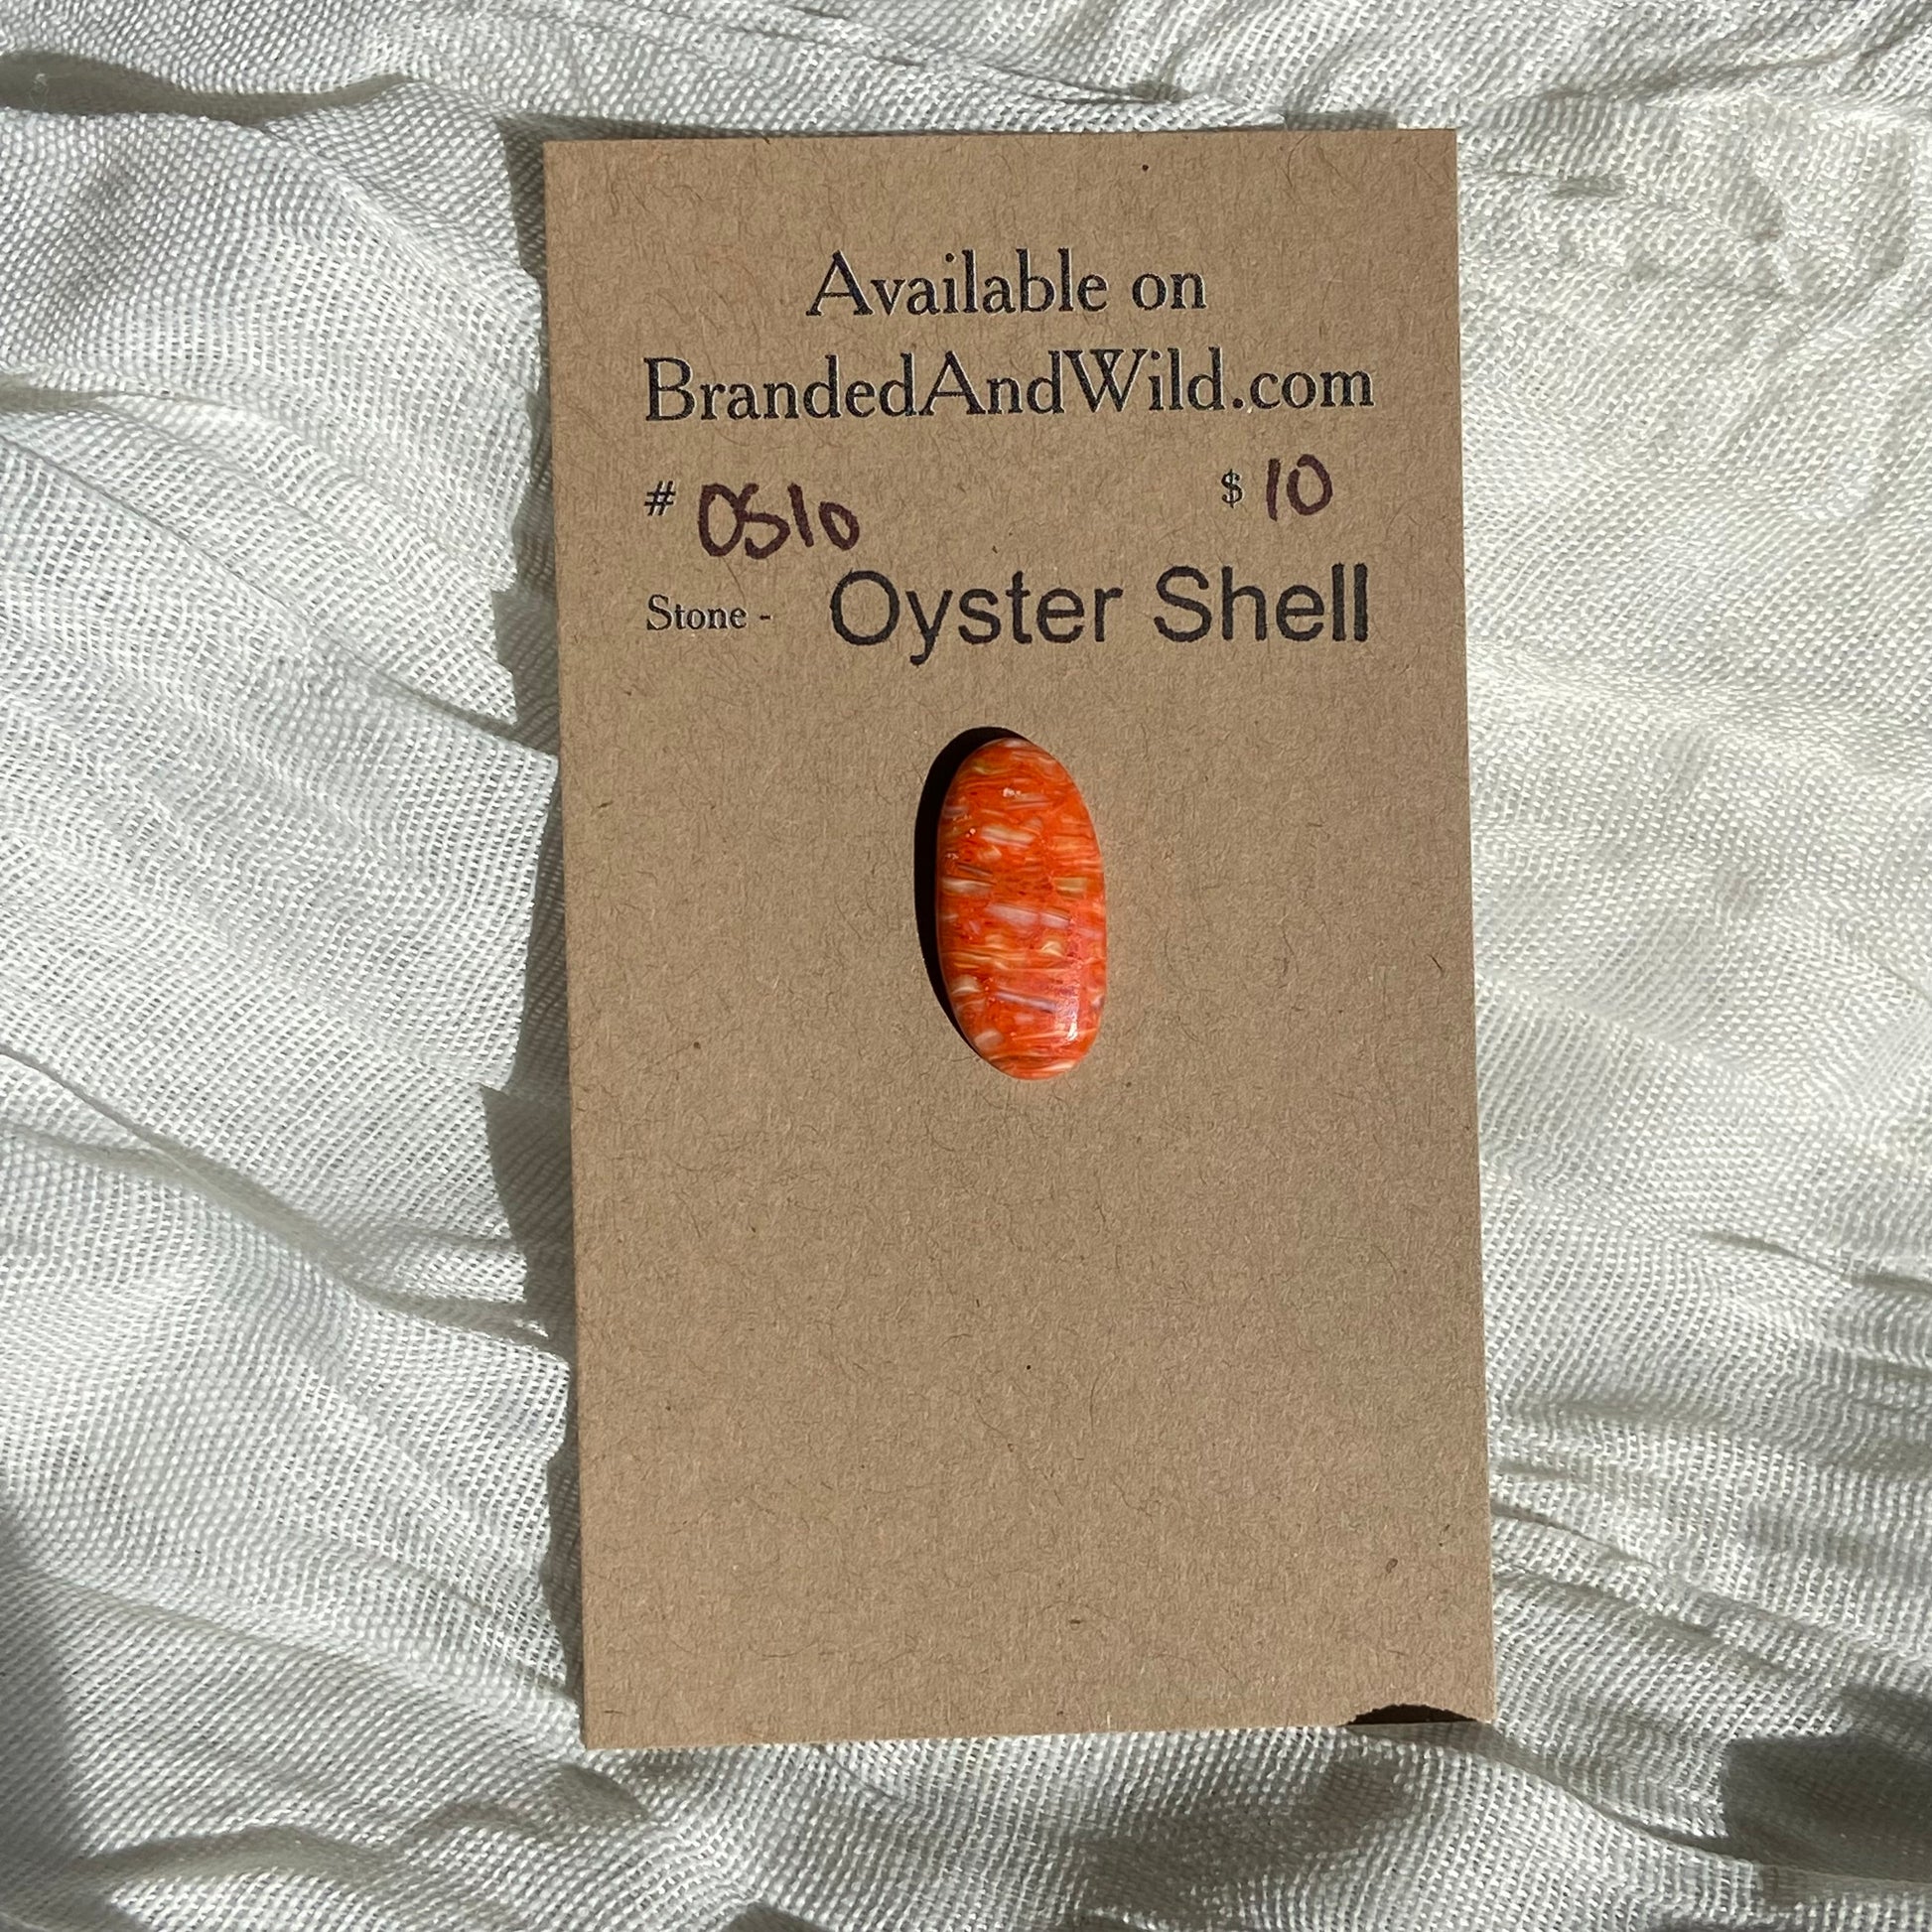 Available on
BrandedAndWild.com
# OS10 $ 10
Stone - Oyster Shell